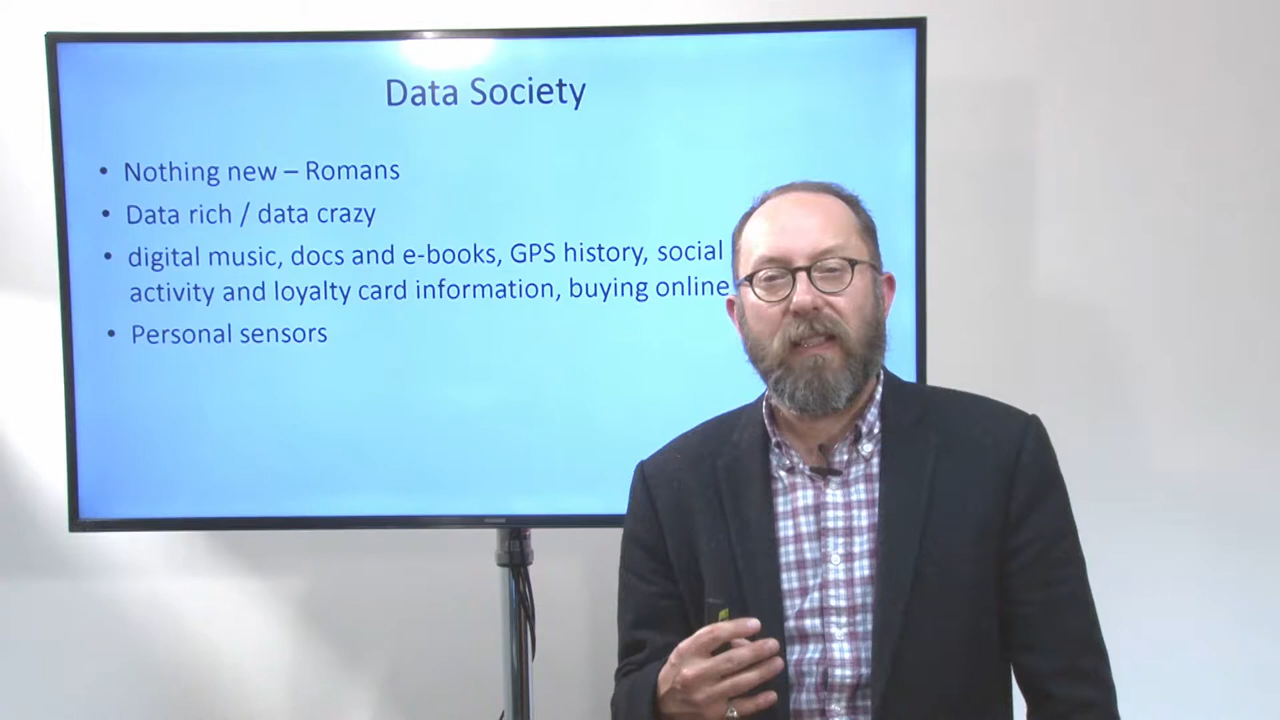 Data Society
• Nothing new – Romans
• Data rich / data crazy
• digital music, docs and e-books, GPS history, social
activity and loyalty card information, buying online
• Personal sensors